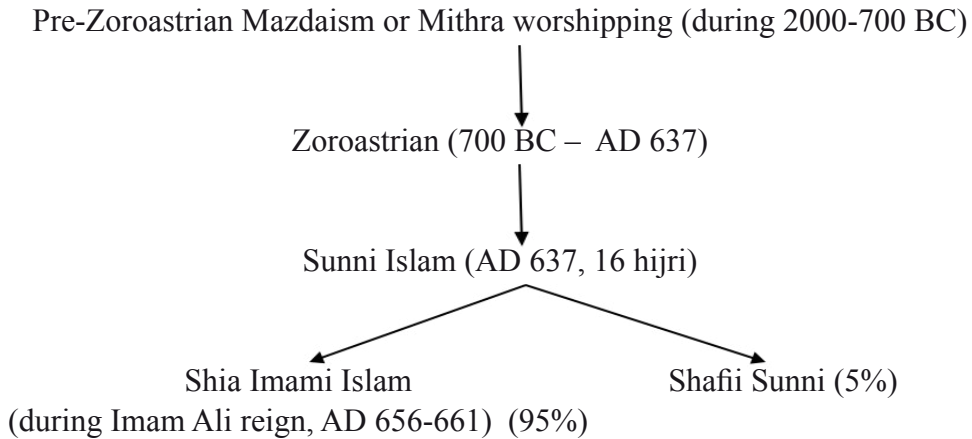 Pre-Zoroastrian Mazdaism or Mithra worshipping (during 2000-700 BC)
Zoroastrian (700 BC – AD 637)
Sunni Islam (AD 637, 16 hijri)
Shia Imami Islam
(during Imam Ali reign, AD 656-661) (95%)
Shafii Sunni (5%)